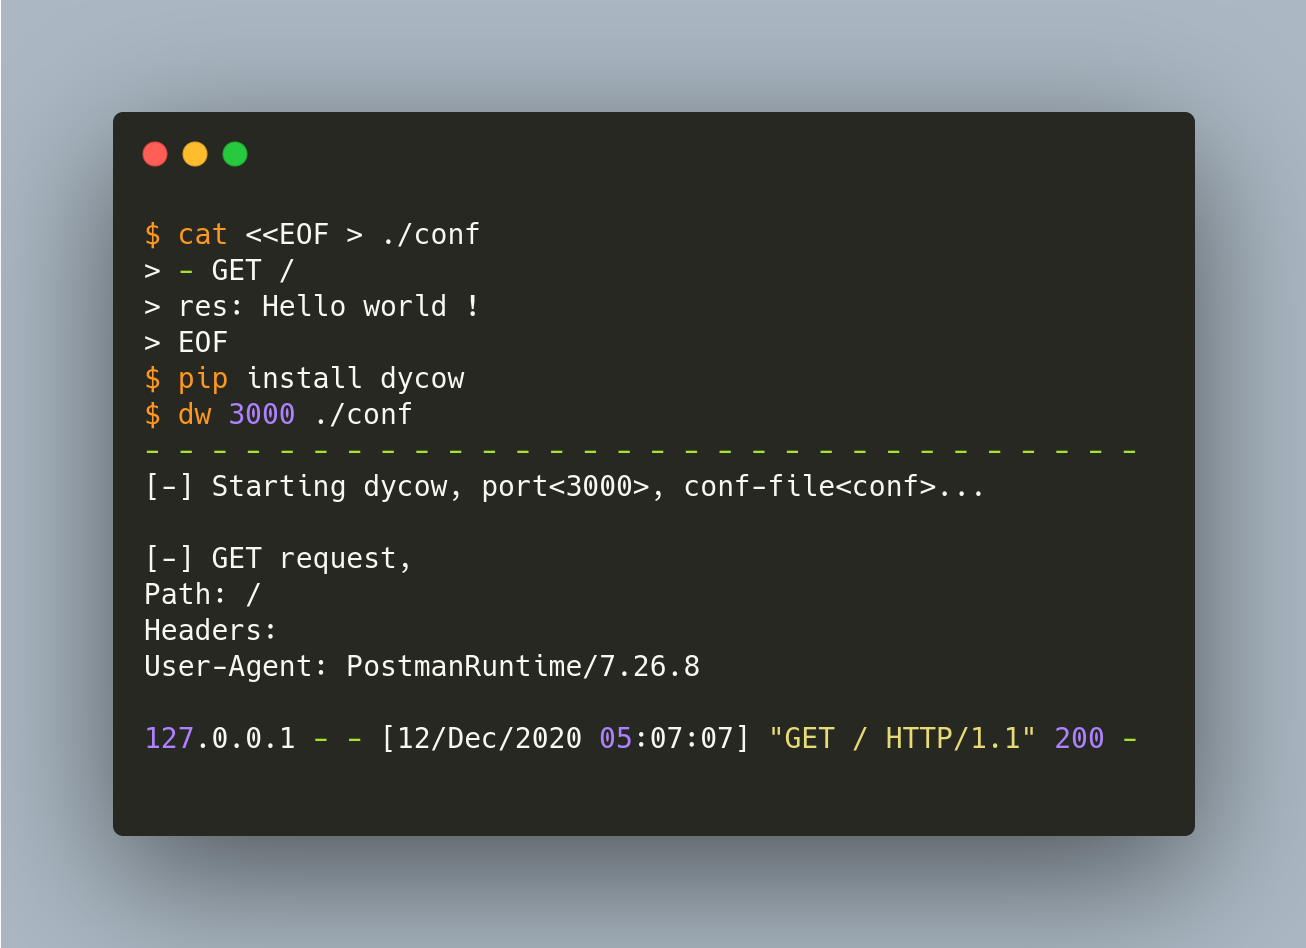 $ cat <<EOF > ./conf
> - GET /
> res: Hello world !
> EOF
$ pip install dycow
$ dw 3000 ./conf
- - - - - - - - - - - - - - - - - - - - - - - - - - - - - -
[-] Starting dycow, port<3000>, conf-file<conf>...
[-] GET request,
Path: /
Headers:
User-Agent: PostmanRuntime/7.26.8
127.0.0.1 - - [12/Dec/2020 05:07:07] "GET / HTTP/1.1" 200 -